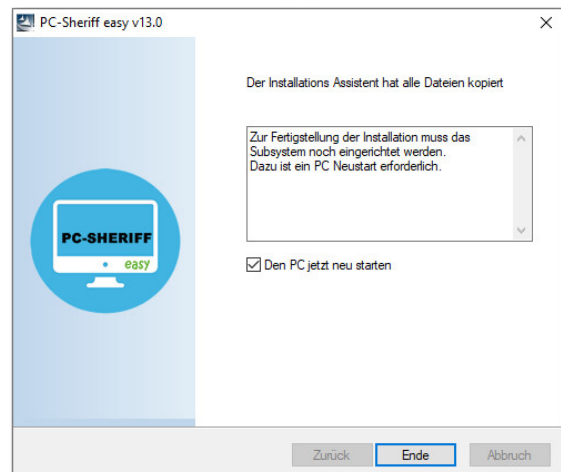 PC-Sheriff easy v13.0
Der Installations Assistent hat alle Dateien kopiert
Zur Fertigstellung der Installation muss das
Subsystem noch eingerichtet werden.
Dazu ist ein PC Neustart erforderlich.
PC-SHERIFF
easy
Den PC jetzt neu starten
Zurück
Ende
Abbruch